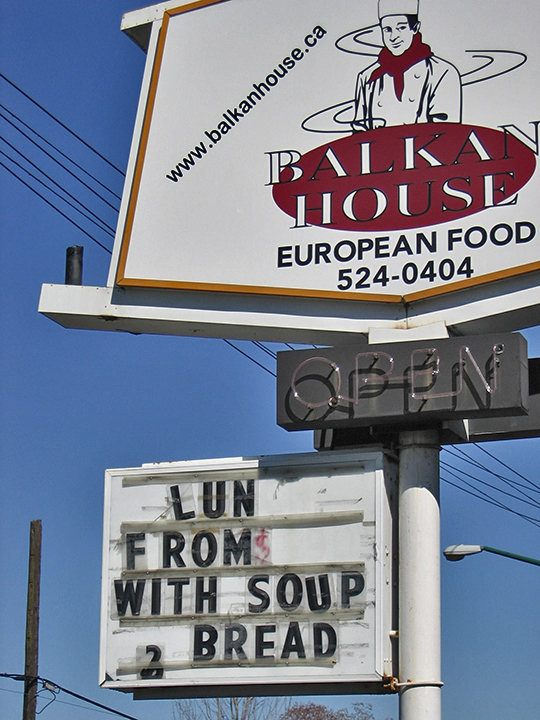 www.balkanhouse.ca
BALKAN
HOUSE
EUROPEAN FOOD
524-0404
OPEN
LUN
FROM $
WITH SOUP
2 BREAD